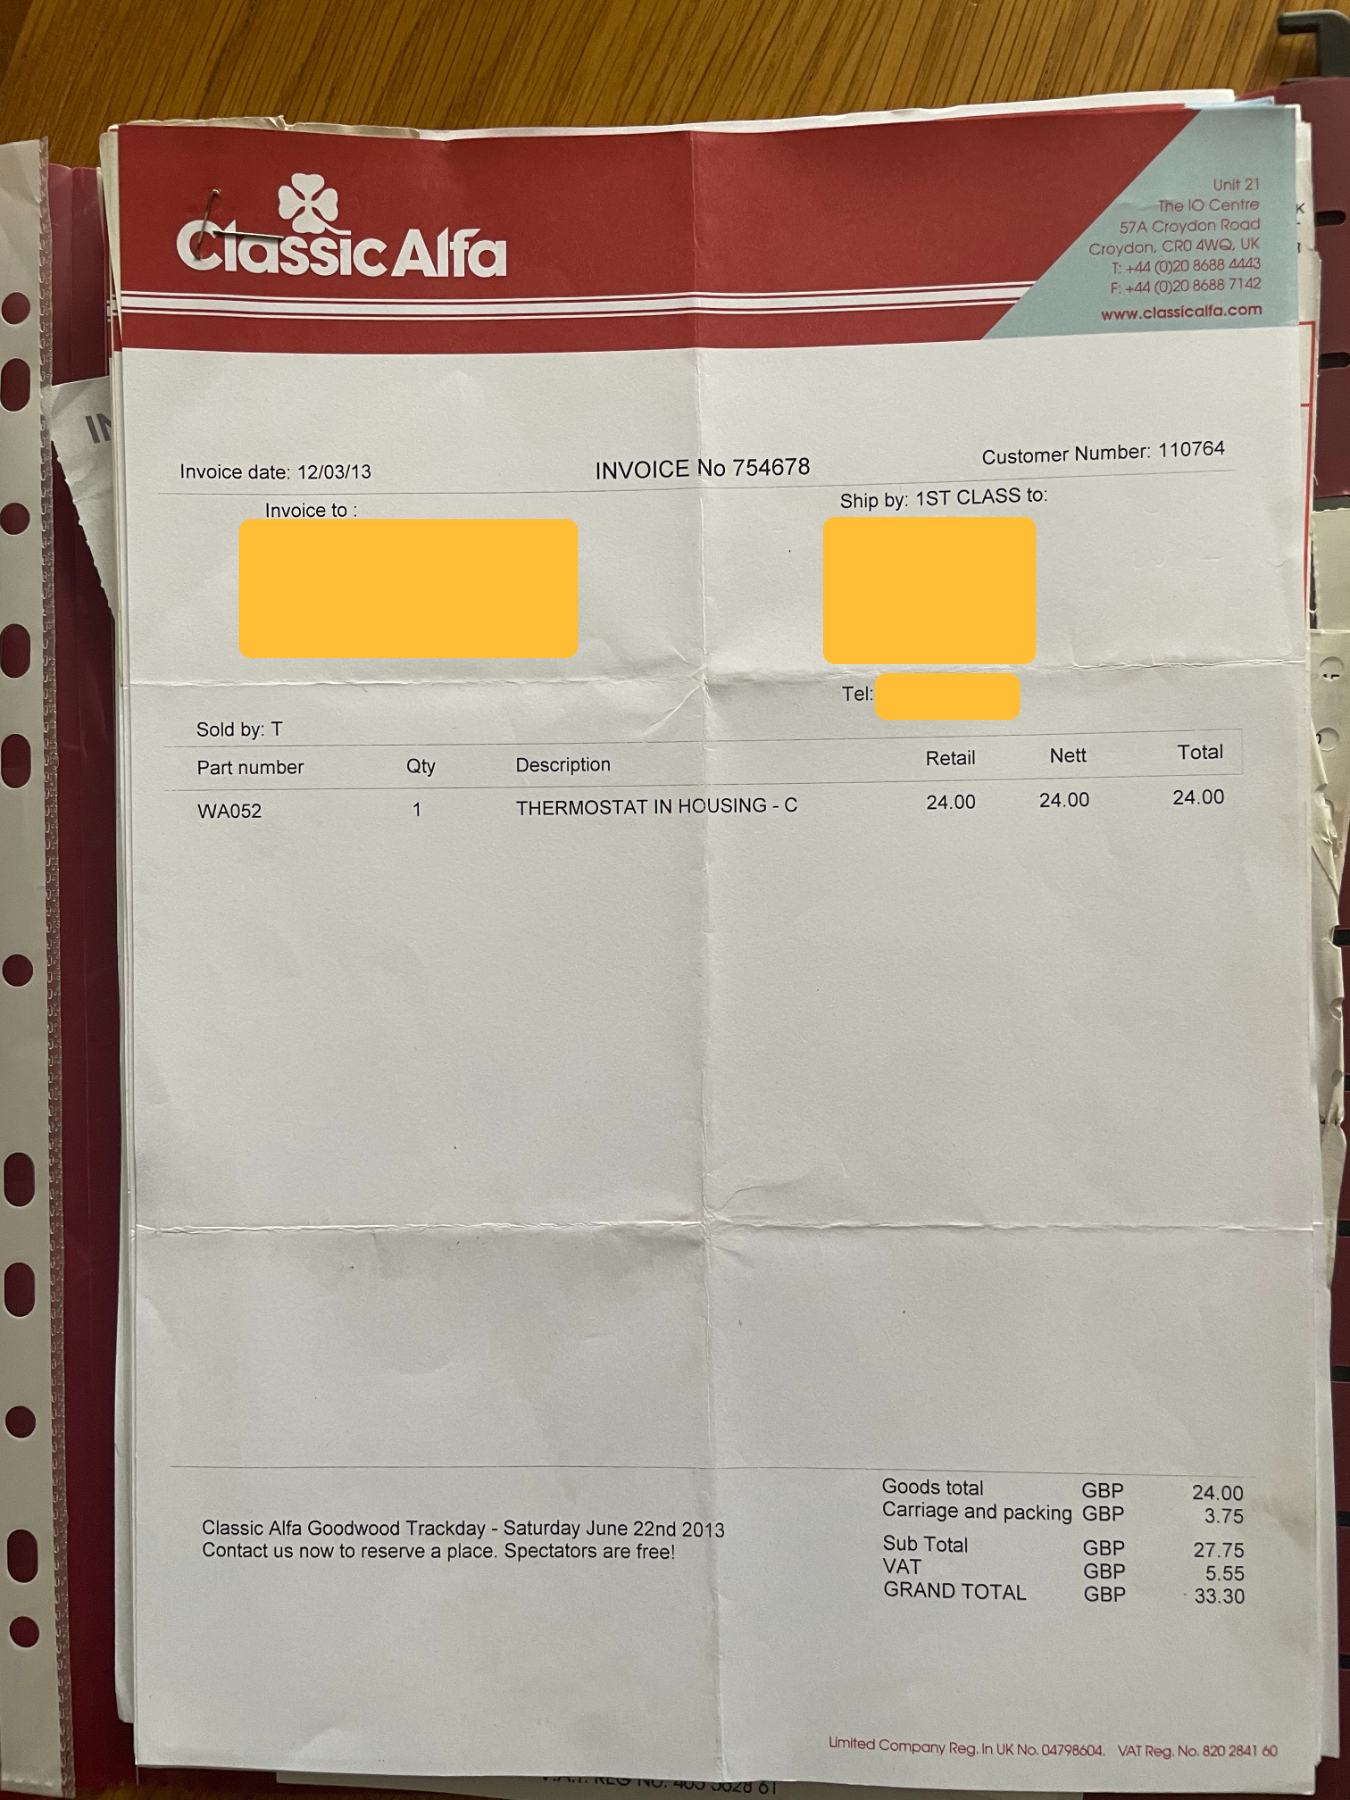 Classic Alfa
Unit 21
The IO Centre
57A Croydon Road
Croydon, CR0 4WQ, UK
T: +44 (0)20 8688 4443
F: +44 (0)20 8688 7142
www.classicalfa.com
Invoice date: 12/03/13 INVOICE No 754678 Customer Number: 110764
Invoice to : Ship by: 1ST CLASS to:
Tel:
Sold by: T
Part number Qty Description Retail Nett Total
WA052 1 THERMOSTAT IN HOUSING - C 24.00 24.00 24.00
Goods total GBP 24.00
Carriage and packing GBP 3.75
Classic Alfa Goodwood Trackday - Saturday June 22nd 2013
Contact us now to reserve a place. Spectators are free!
Sub Total GBP 27.75
VAT GBP 5.55
GRAND TOTAL GBP 33.30
Limited Company Reg. In UK No. 04798604. VAT Reg. No. 820 2841 60
V.A.T. REG NO.